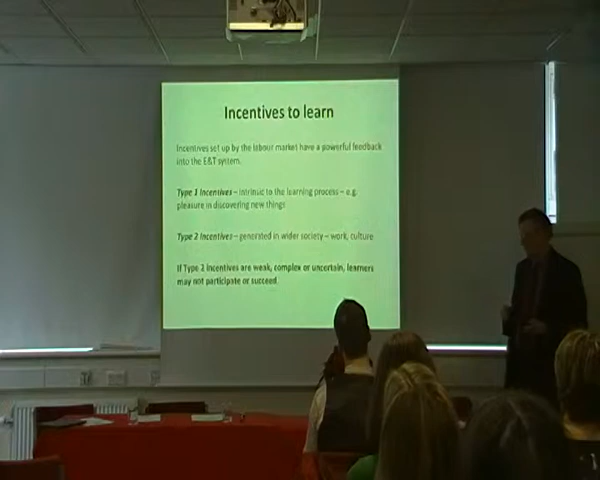 Incentives to learn
Incentives set up by the labour market have a powerful feedback
into the E&T system.
Type 1 Incentives – intrinsic to the learning process – e.g.
pleasure in discovering new things
Type 2 Incentives – generated in wider society – work, culture
If Type 2 incentives are weak, complex or uncertain, learners
may not participate or succeed.